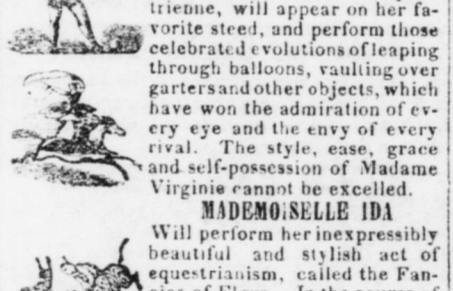 trienne, will appear on her fa-
vorite steed, and perform those
celebrated evolutions of leaping
through balloons, vaulting over
garters and other objects, which
have won the admiration of ev-
ery eye and the envy of every
rival. The style, ease, grace
and self-possession of Madame
Virginie cannot be excelled.
MADEMOISELLE IDA
Will perform her inexpressibly
beautiful and stylish act of
equestrianism, called the Fan-